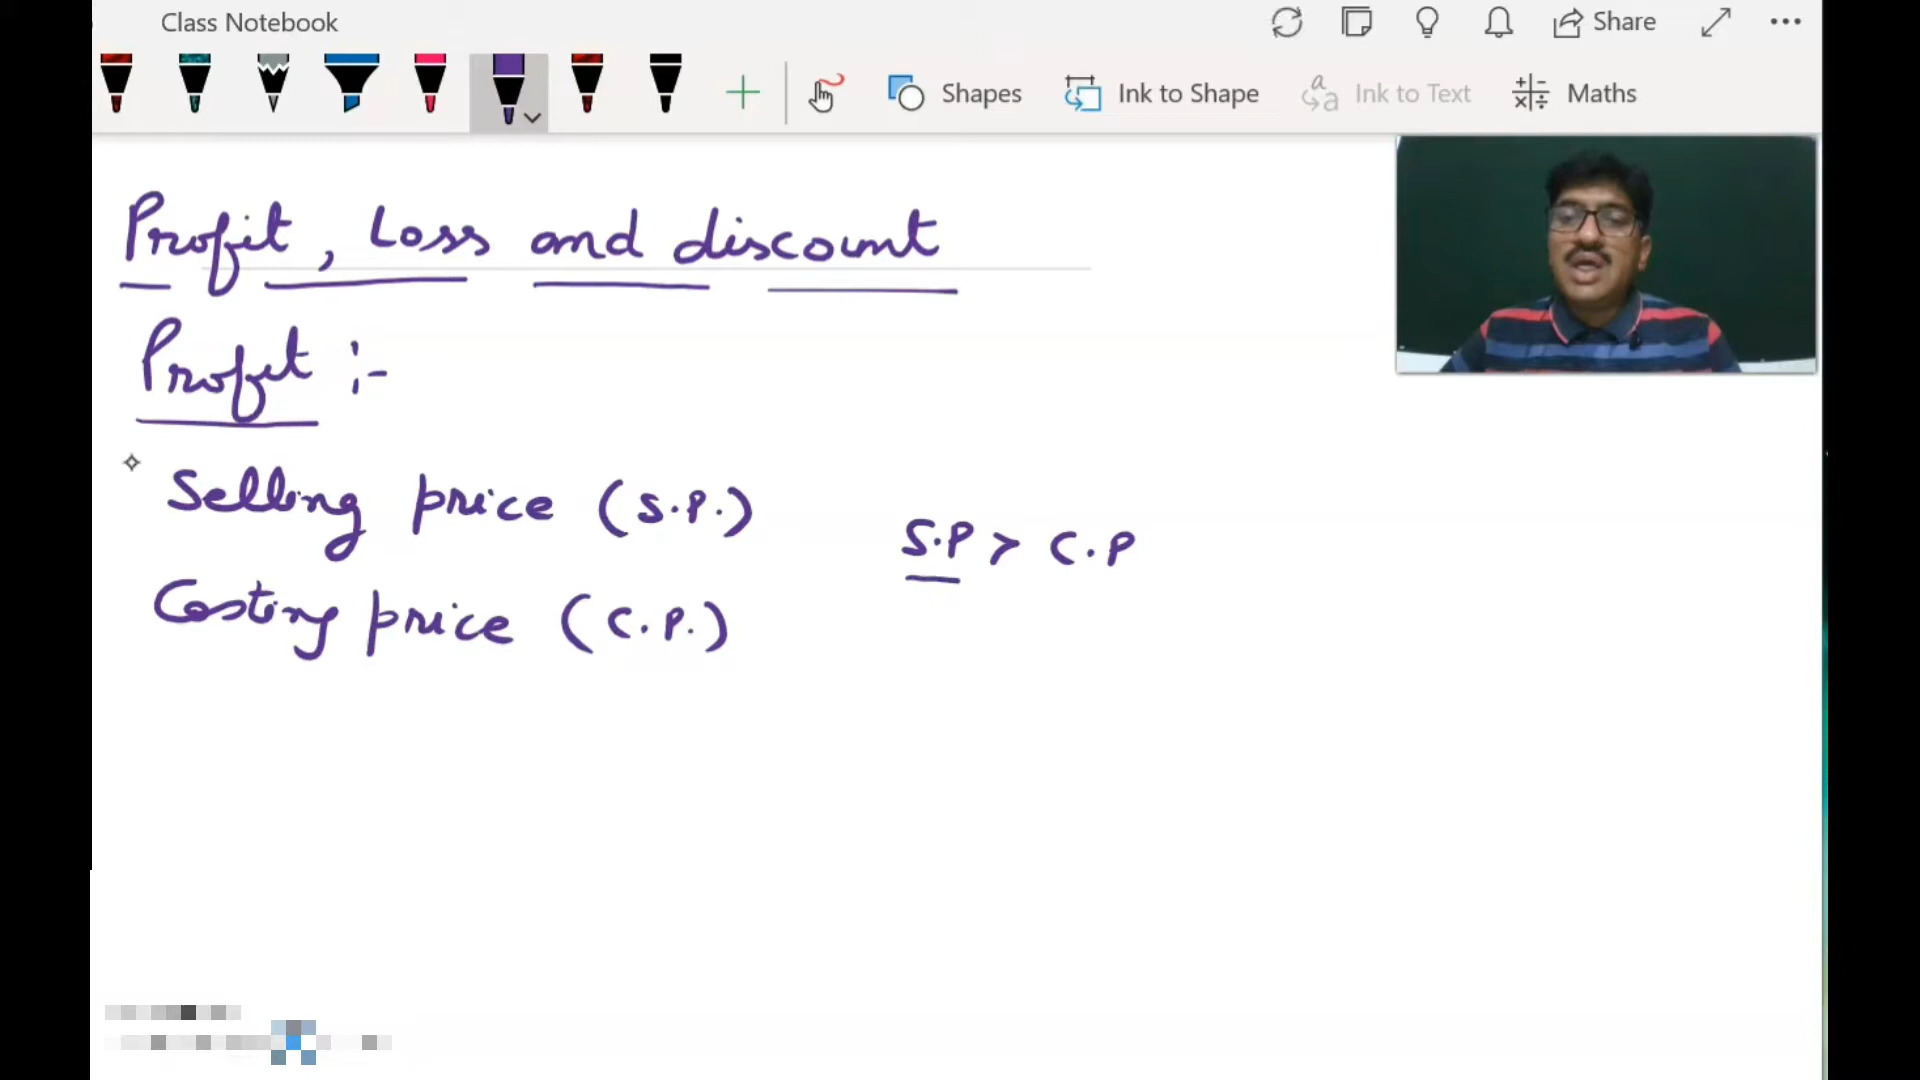 Class Notebook
Share
Shapes
Ink to Shape
Ink to Text
Maths
Profit, Loss and discount
Profit :-
Selling price (S.P.)
S.P > C.P
Costing price (C.P.)